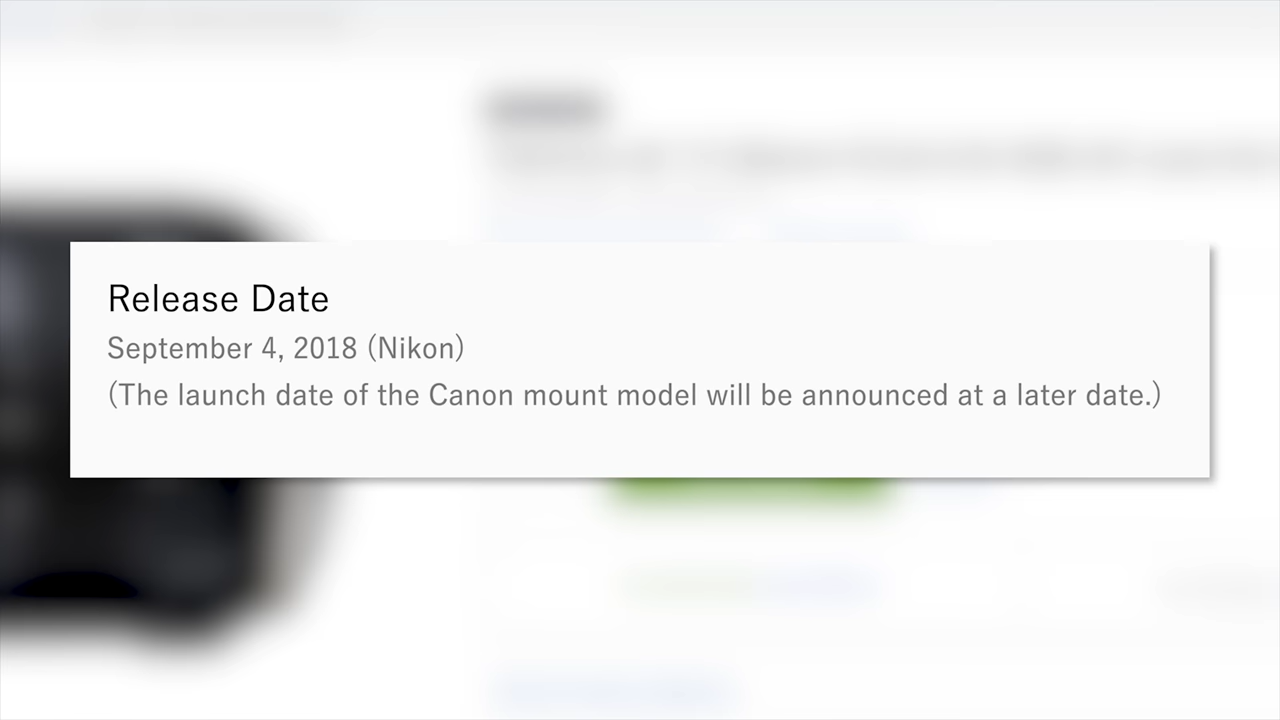 Release Date
September 4, 2018 (Nikon)
(The launch date of the Canon mount model will be announced at a later date.)